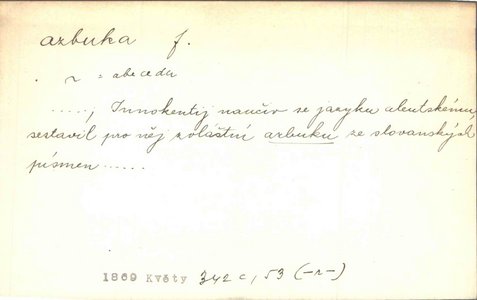 azbuka f.
. ~ = abeceda
....., Innokentij naučiv se jazyku aleutskému,
sestavil pro něj zvláštní azbuku ze slovanských
písmen .....
1869 Květy 342 c, 53 (-r-)